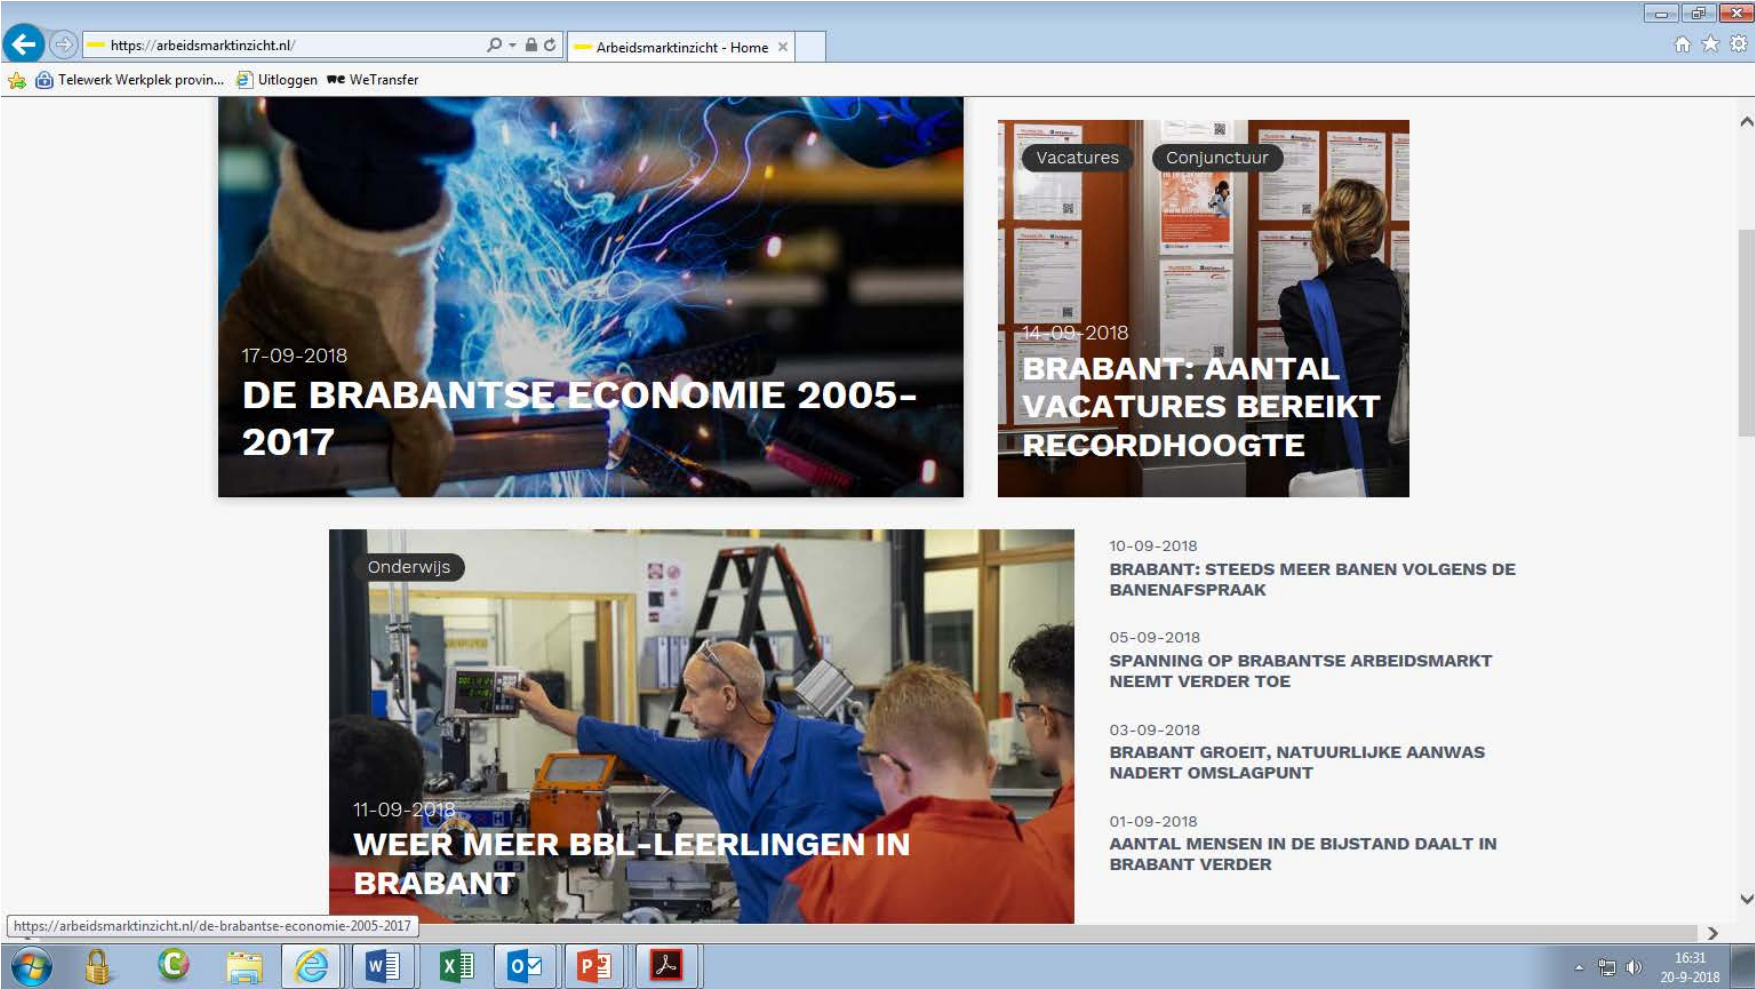 https://arbeidsmarktinzicht.nl/
Arbeidsmarktinzicht - Home
Telewerk Werkplek provin...
Uitloggen
we WeTransfer
Vacatures
Conjunctuur
17-09-2018
DE BRABANTSE ECONOMIE 2005-
2017
14-09-2018
BRABANT: AANTAL
VACATURES BEREIKT
RECORDHOOGTE
Onderwijs
11-09-2018
WEER MEER BBL-LEERLINGEN IN
BRABANT
10-09-2018
BRABANT: STEEDS MEER BANEN VOLGENS DE
BANENAFSPRAAK
05-09-2018
SPANNING OP BRABANTSE ARBEIDSMARKT
NEEMT VERDER TOE
03-09-2018
BRABANT GROEIT, NATUURLIJKE AANWAS
NADERT OMSLAGPUNT
01-09-2018
AANTAL MENSEN IN DE BIJSTAND DAALT IN
BRABANT VERDER
https://arbeidsmarktinzicht.nl/de-brabantse-economie-2005-2017
16:31
20-9-2018